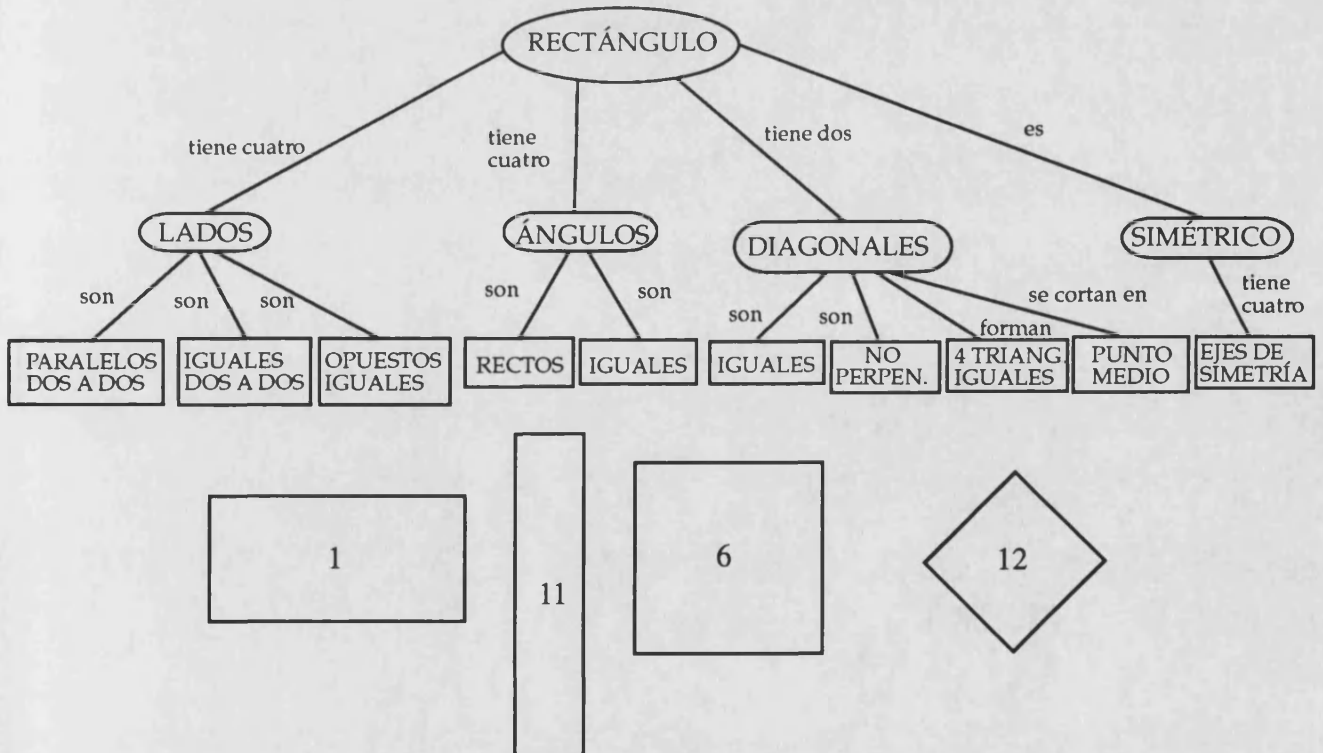 RECTÁNGULO
tiene cuatro
tiene
cuatro
tiene dos
es
LADOS
ÁNGULOS
DIAGONALES
SIMÉTRICO
son
son
son
son
son
son
son
forman
se cortan en
tiene
cuatro
PARALELOS
DOS A DOS
IGUALES
DOS A DOS
OPUESTOS
IGUALES
RECTOS
IGUALES
IGUALES
NO
PERPEN.
4 TRIANG.
IGUALES
PUNTO
MEDIO
EJES DE
SIMETRÍA
1
11
6
12